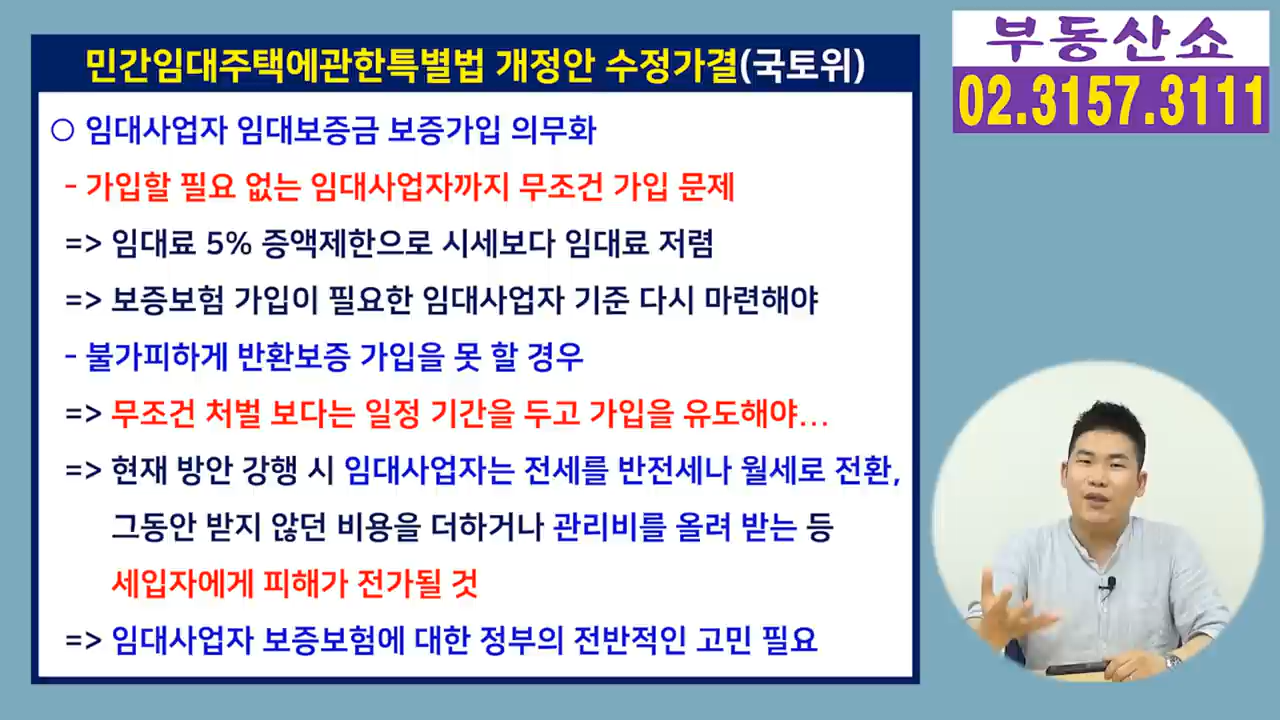 민간임대주택에관한특별법 개정안 수정가결(국토위)
○ 임대사업자 임대보증금 보증가입 의무화
- 가입할 필요 없는 임대사업자까지 무조건 가입 문제
=> 임대료 5% 증액제한으로 시세보다 임대료 저렴
=> 보증보험 가입이 필요한 임대사업자 기준 다시 마련해야
- 불가피하게 반환보증 가입을 못 할 경우
=> 무조건 처벌 보다는 일정 기간을 두고 가입을 유도해야...
=> 현재 방안 강행 시 임대사업자는 전세를 반전세나 월세로 전환,
그동안 받지 않던 비용을 더하거나 관리비를 올려 받는 등
세입자에게 피해가 전가될 것
=> 임대사업자 보증보험에 대한 정부의 전반적인 고민 필요
부동산쇼
02.3157.3111